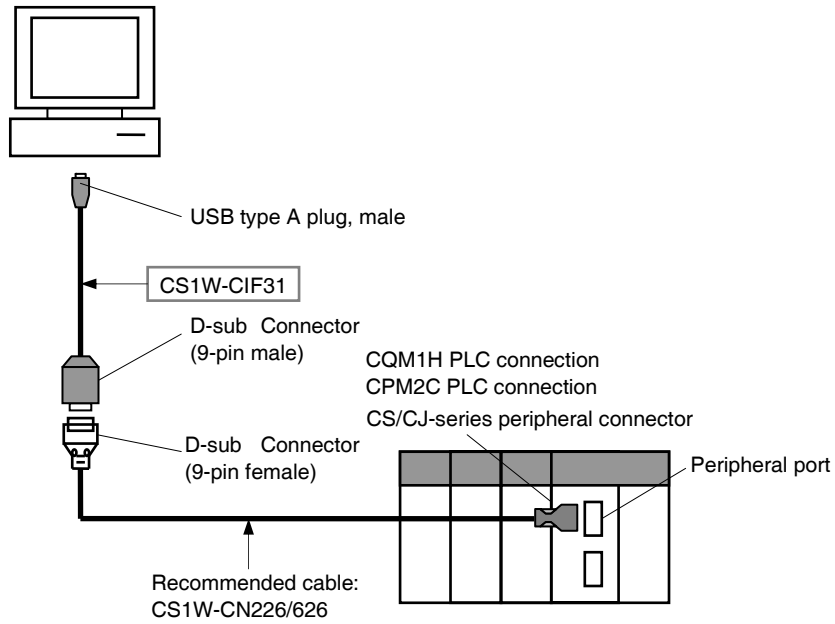 USB type A plug, male
CS1W-CIF31
D-sub Connector
(9-pin male)
CQM1H PLC connection
CPM2C PLC connection
CS/CJ-series peripheral connector
D-sub Connector
(9-pin female)
Peripheral port
Recommended cable:
CS1W-CN226/626